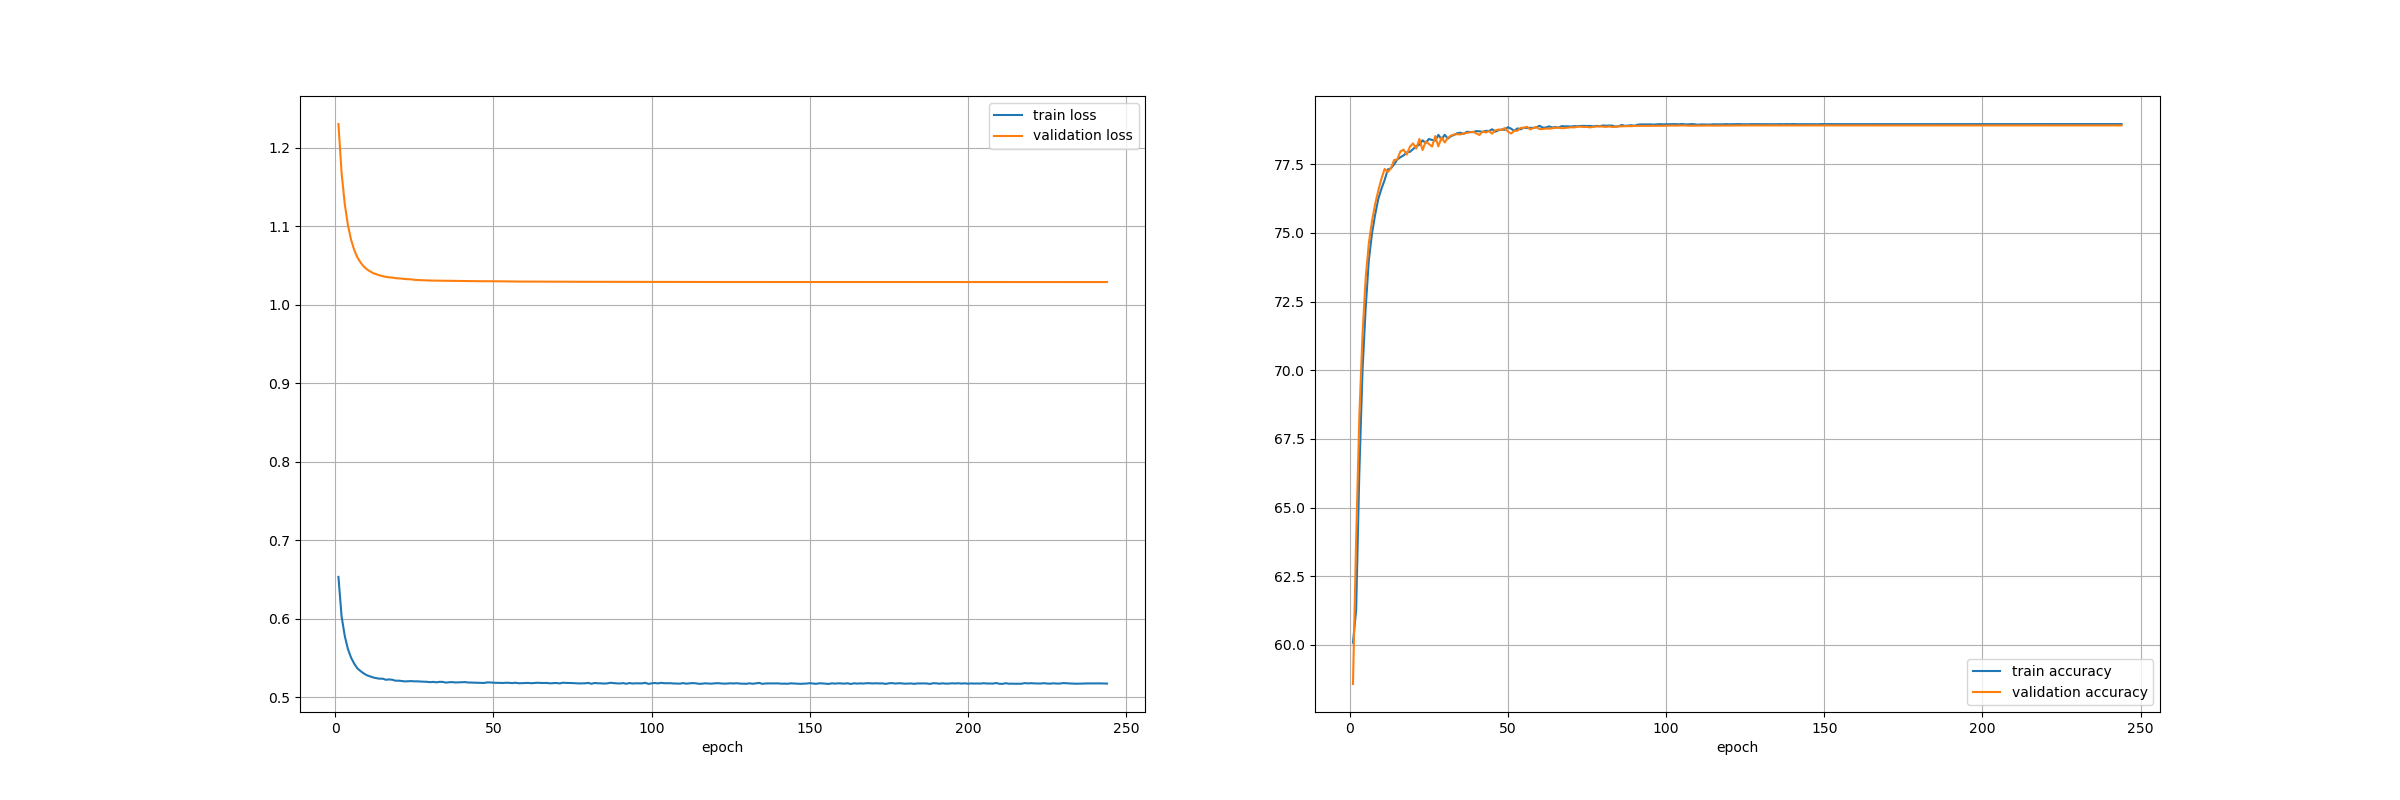 train loss
validation loss
1.2
1.1
1.0
0.9
0.8
0.7
0.6
0.5
0 50 100 150 200 250
epoch
77.5
75.0
72.5
70.0
67.5
65.0
62.5
60.0
train accuracy
validation accuracy
0 50 100 150 200 250
epoch